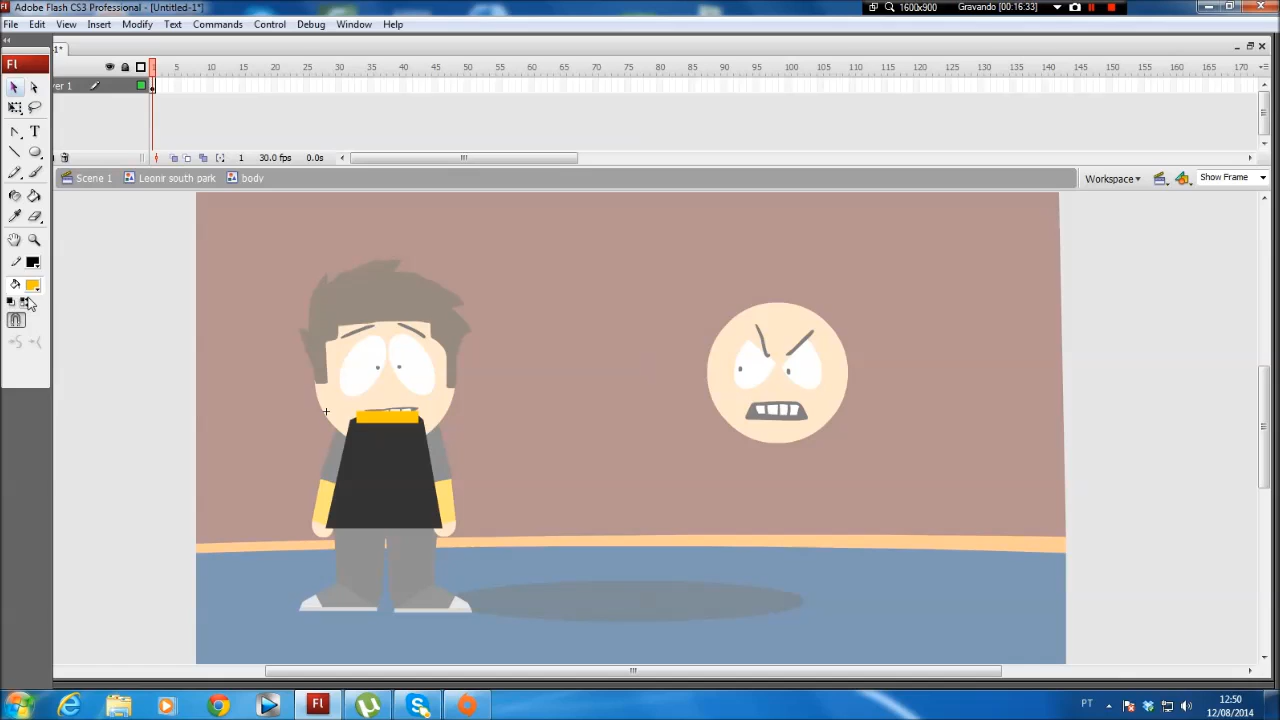 Adobe Flash CS3 Professional - [Untitled-1*]
1600x900
Gravando [00:16:33]
File Edit View Insert Modify Text Commands Control Debug Window Help
1*
Fl
5 10 15 20 25 30 35 40 45 50 55 60 65 70 75 80 85 90 95 100 105 110 115 120 125 130 135 140 145 150 155 160 165 170
er 1
1 30.0 fps 0.0s
Scene 1 Leonir south park body
Workspace
Show Frame
T
Fl
PT
12:50
12/08/2014